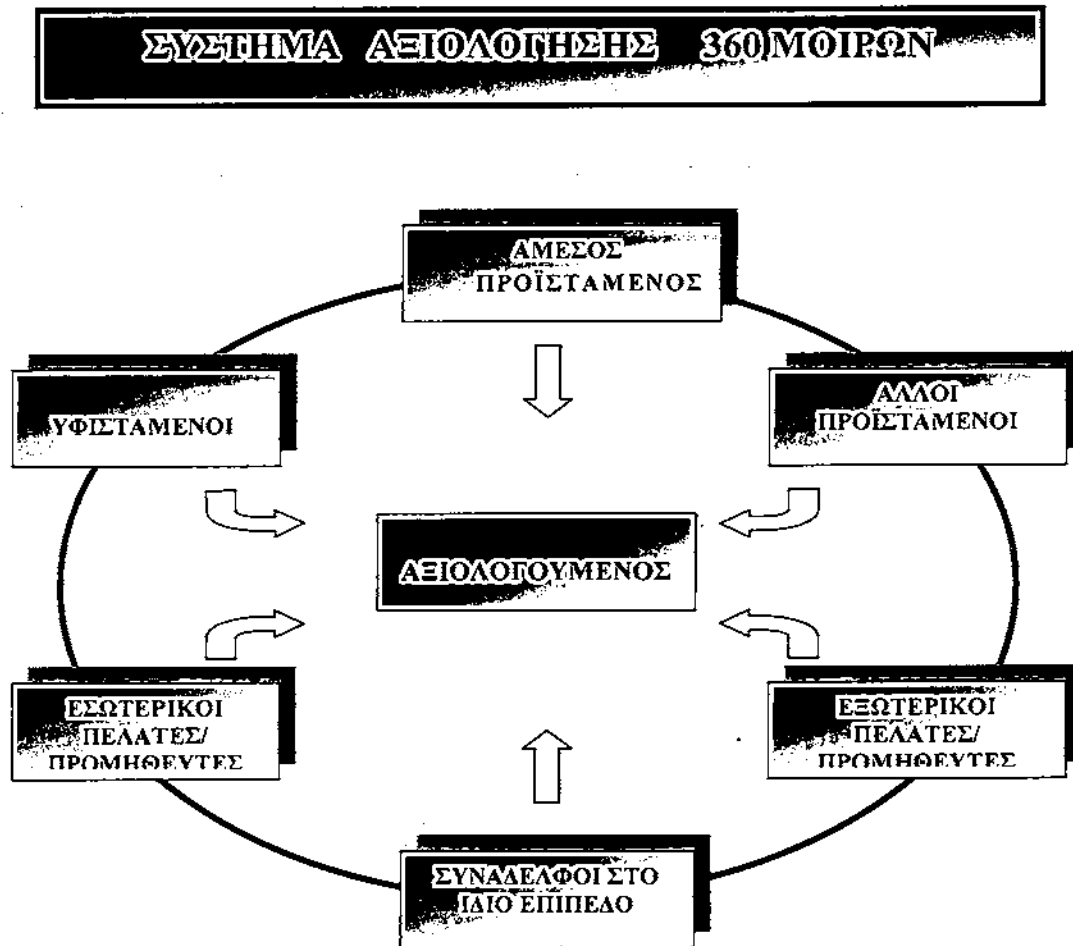 ΣΥΣΤΗΜΑ ΑΞΙΟΛΟΓΗΣΗΣ 360 ΜΟΙΡΩΝ
ΑΜΕΣΟΣ
ΠΡΟΪΣΤΑΜΕΝΟΣ
ΥΦΙΣΤΑΜΕΝΟΙ
ΑΛΛΟΙ
ΠΡΟΪΣΤΑΜΕΝΟΙ
ΑΞΙΟΛΟΓΟΥΜΕΝΟΣ
ΕΣΩΤΕΡΙΚΟΙ
ΠΕΛΑΤΕΣ/
ΠΡΟΜΗΘΕΥΤΕΣ
ΕΞΩΤΕΡΙΚΟΙ
ΠΕΛΑΤΕΣ/
ΠΡΟΜΗΘΕΥΤΕΣ
ΣΥΝΑΔΕΛΦΟΙ ΣΤΟ
ΙΔΙΟ ΕΠΙΠΕΔΟ